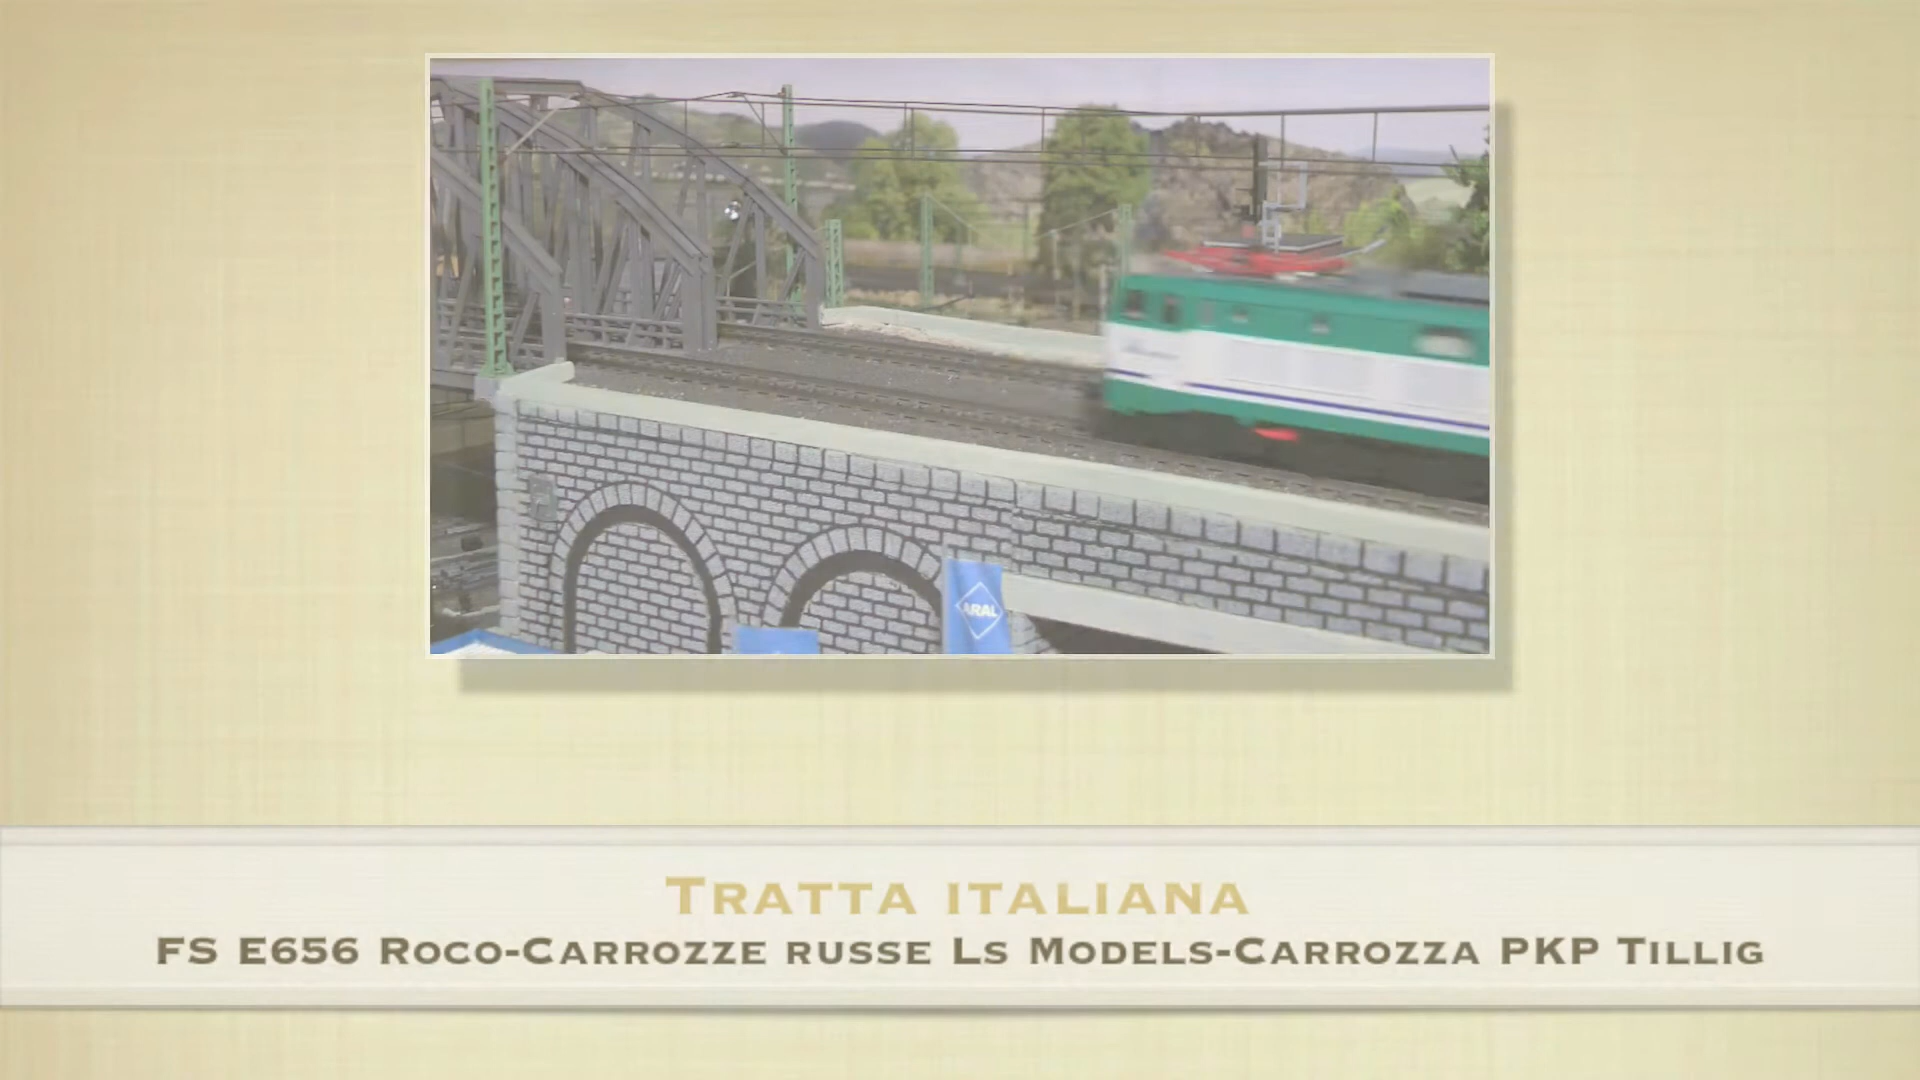 ARAL
TRATTA ITALIANA
FS E656 ROCO-CARROZZE RUSSE LS MODELS-CARROZZA PKP TILLIG